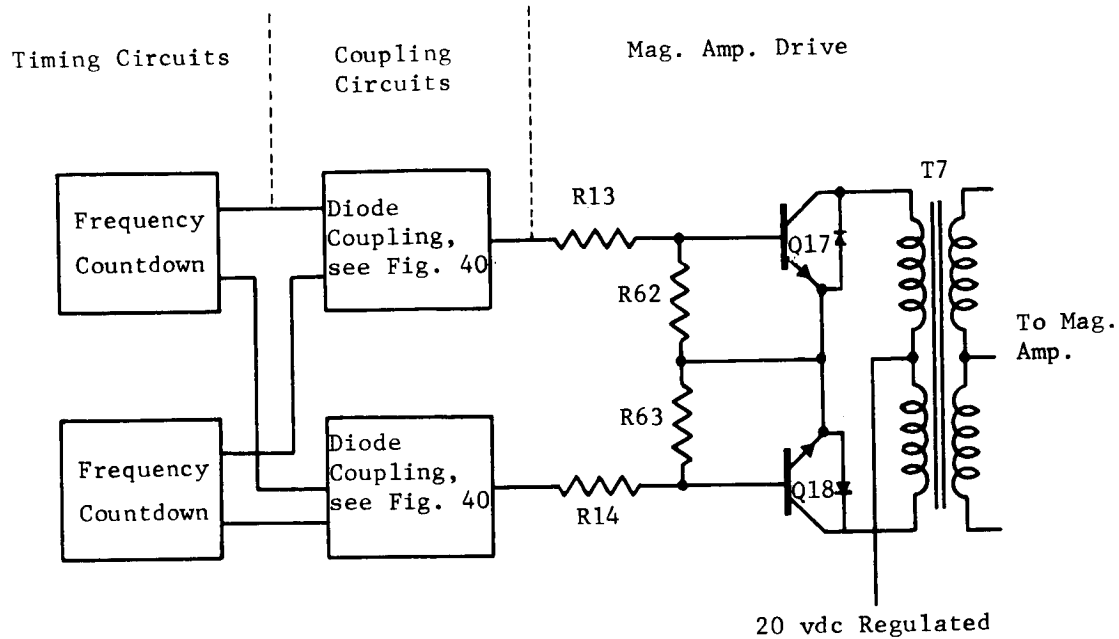 Timing Circuits
Coupling
Circuits
Mag. Amp. Drive
Frequency
Countdown
Diode
Coupling,
see Fig. 40
R13
Q17
T7
R62
To Mag.
Amp.
R63
Frequency
Countdown
Diode
Coupling,
see Fig. 40
R14
Q18
20 vdc Regulated